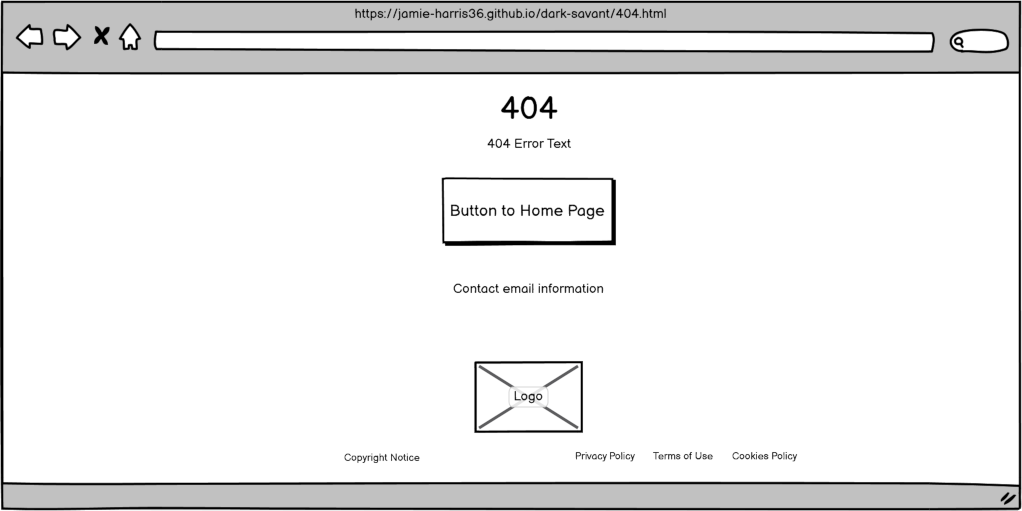 https://jamie-harris36.github.io/dark-savant/404.html
404
404 Error Text
Button to Home Page
Contact email information
Logo
Copyright Notice Privacy Policy Terms of Use Cookies Policy